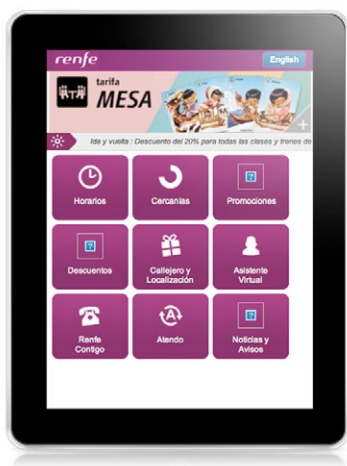 renfe
English
tarifa
MESA
Ida y vuelta : Descuento del 20% para todas las clases y trenes de
Horarios
Cercanías
Promociones
Descuentos
Callejero y
Localización
Asistente
Virtual
Renfe
Contigo
A
Atendo
Noticias y
Avisos